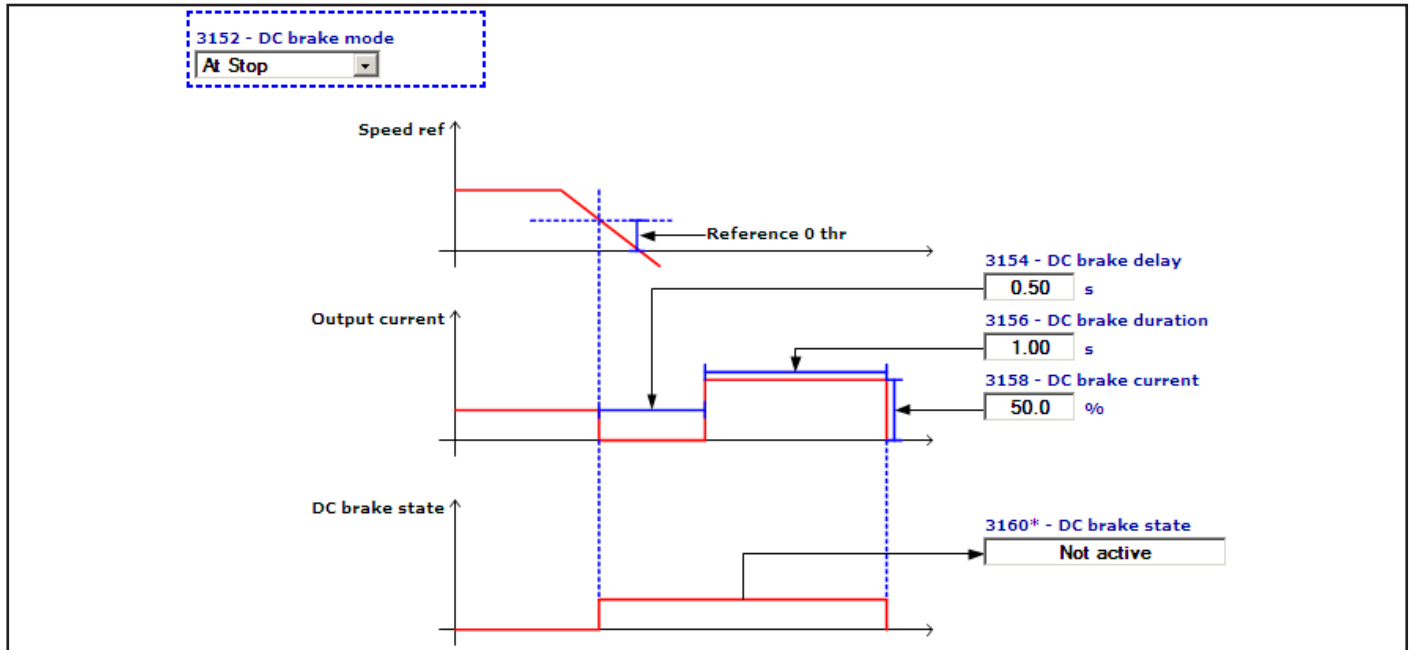 3152 - DC brake mode
At Stop
Speed ref
Reference 0 thr
3154 - DC brake delay
0.50 s
Output current
3156 - DC brake duration
1.00 s
3158 - DC brake current
50.0 %
DC brake state
3160* - DC brake state
Not active